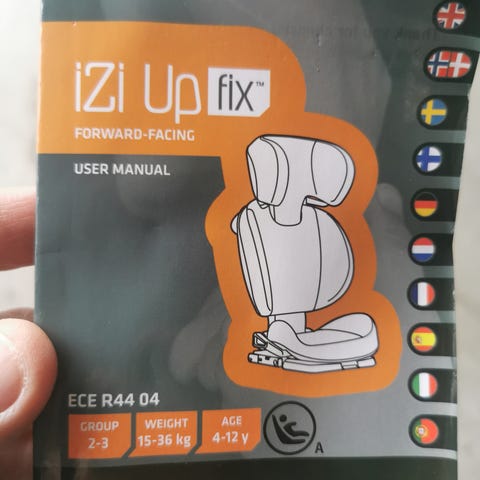 iZi Up fix™
FORWARD-FACING
USER MANUAL
ECE R44 04
GROUP
2-3
WEIGHT
15-36 kg
AGE
4-12 y
A